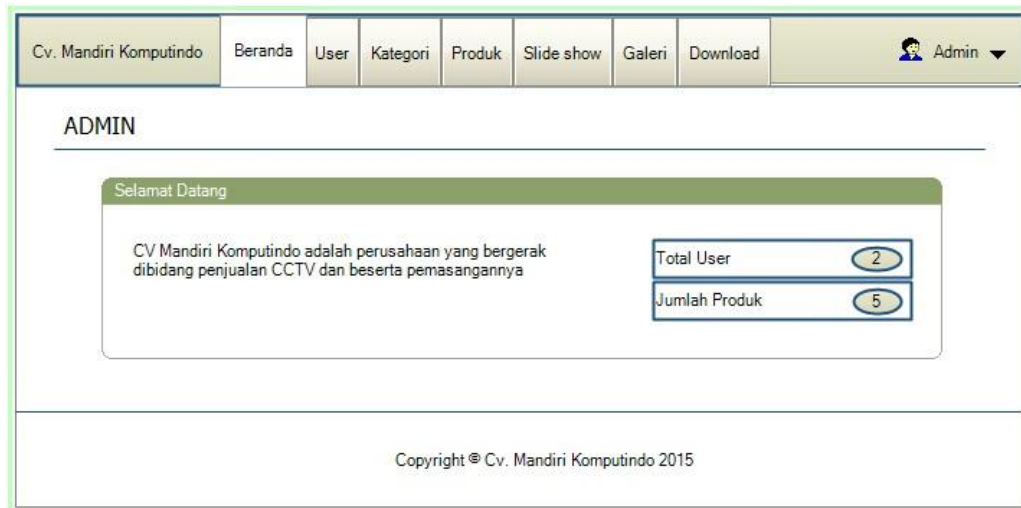 Cv. Mandiri Komputindo Beranda User Kategori Produk Slide show Galeri Download Admin
ADMIN
Selamat Datang
CV Mandiri Komputindo adalah perusahaan yang bergerak
dibidang penjualan CCTV dan beserta pemasangannya
Total User 2
Jumlah Produk 5
Copyright © Cv. Mandiri Komputindo 2015